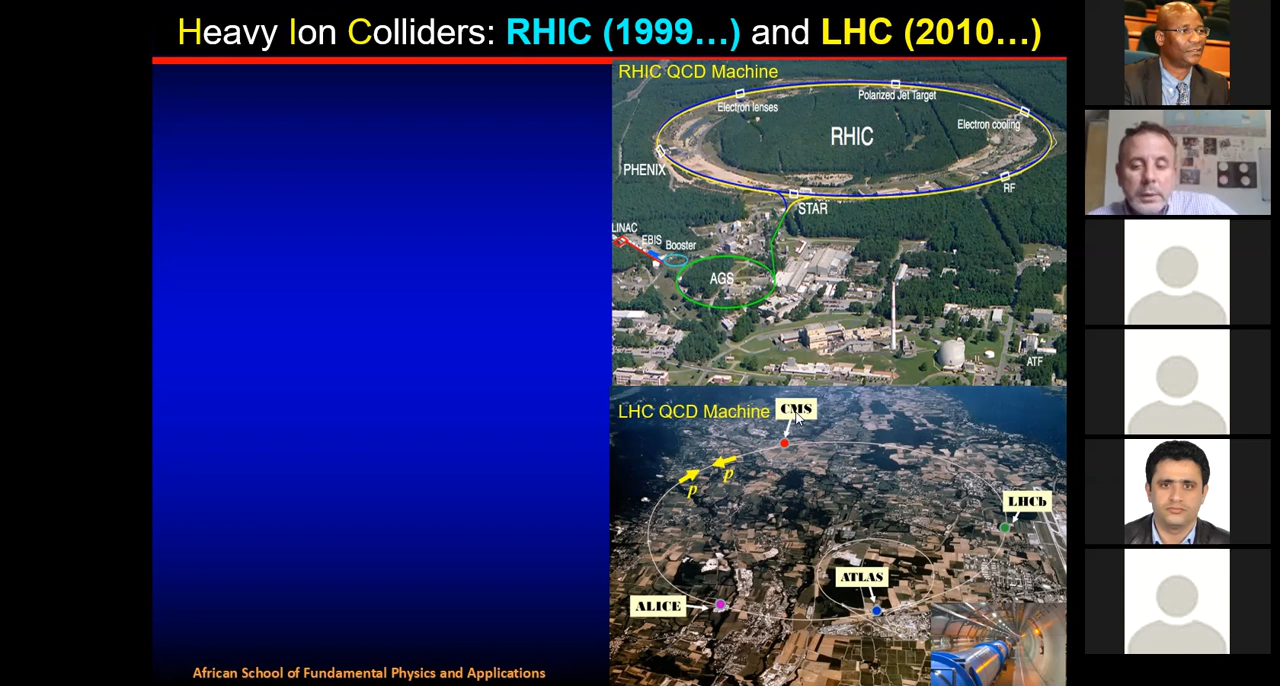 Heavy Ion Colliders: RHIC (1999…) and LHC (2010…)
RHIC QCD Machine
Electron lenses
Polarized Jet Target
Electron cooling
RHIC
PHENIX
RF
STAR
LINAC
EBIS
Booster
AGS
ATF
LHC QCD Machine
CMS
p
p
LHCb
ATLAS
ALICE
African School of Fundamental Physics and Applications